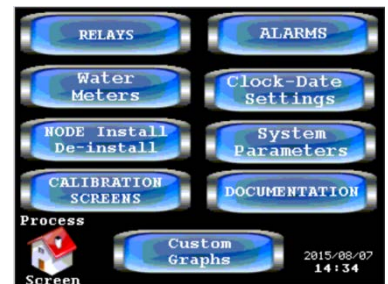 RELAYS
ALARMS
Water
Meters
Clock-Date
Settings
NODE Install
De-install
System
Parameters
CALIBRATION
SCREENS
DOCUMENTATION
Process
Screen
Custom
Graphs
2015/08/07
14:34